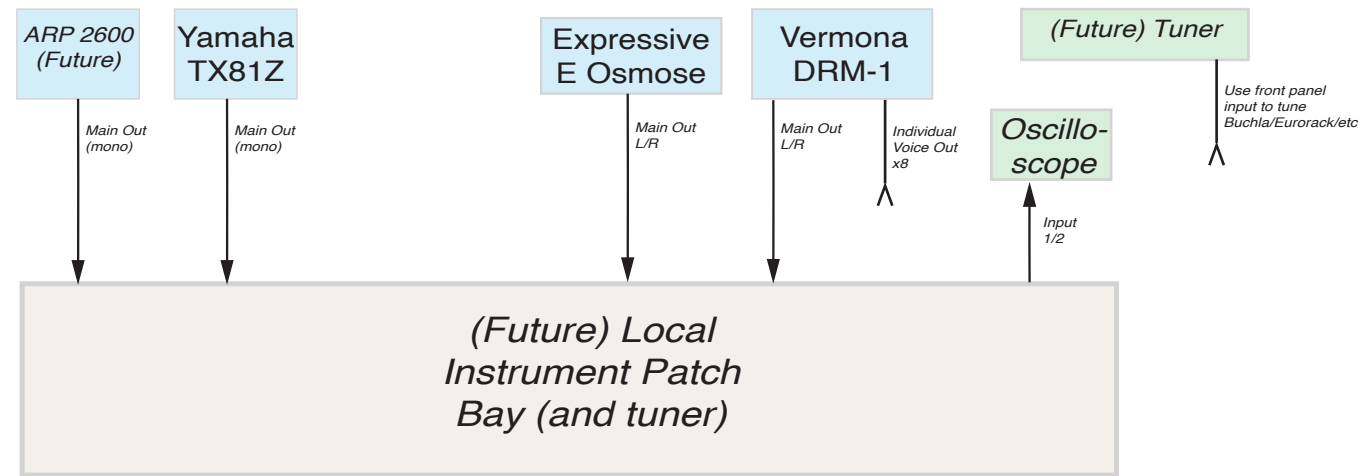 ARP 2600
(Future)
Yamaha
TX81Z
Expressive
E Osmose
Vermona
DRM-1
(Future) Tuner
Main Out
(mono)
Main Out
(mono)
Main Out
L/R
Main Out
L/R
Individual
Voice Out
x8
Use front panel
input to tune
Buchla/Eurorack/etc
Oscillo-
scope
Input
1/2
(Future) Local
Instrument Patch
Bay (and tuner)